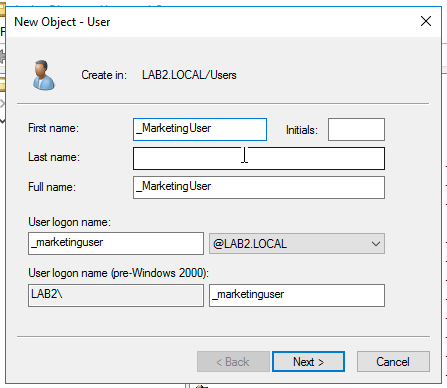 New Object - User
Create in: LAB2.LOCAL/Users
First name: _MarketingUser Initials:
Last name:
Full name: _MarketingUser
User logon name:
_marketinguser @LAB2.LOCAL
User logon name (pre-Windows 2000):
LAB2\ _marketinguser
< Back Next > Cancel